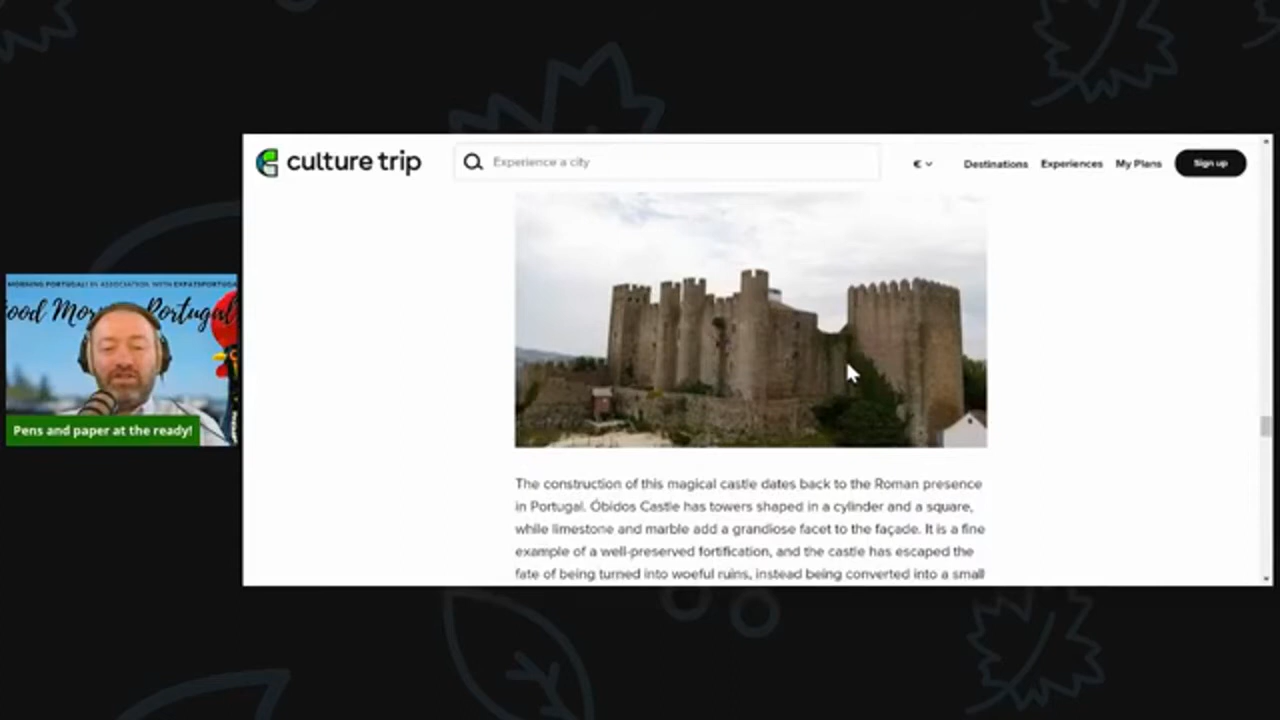 culture trip
Experience a city
€
Destinations
Experiences
My Plans
Sign up
MORNING PORTUGAL! IN ASSOCIATION WITH
Portugal
Pens and paper at the ready!
The construction of this magical castle dates back to the Roman presence
in Portugal. Óbidos Castle has towers shaped in a cylinder and a square,
while limestone and marble add a grandiose facet to the façade. It is a fine
example of a well-preserved fortification, and the castle has escaped the
fate of being turned into woeful ruins, instead being converted into a small